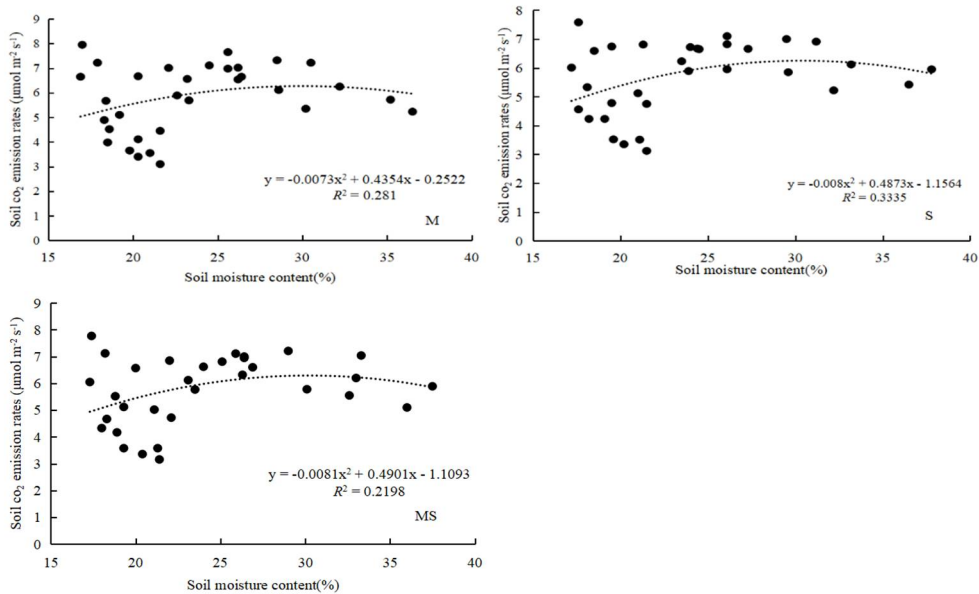 Soil co₂ emission rates (μmol m⁻² s⁻¹)
9
8
7
6
5
4
3
2
1
0
y = -0.0073x² + 0.4354x - 0.2522
R² = 0.281
M
15 20 25 30 35 40
Soil moisture content(%)
Soil co₂ emission rates (μmol m⁻² s⁻¹)
9
8
7
6
5
4
3
2
1
0
y = -0.008x² + 0.4873x - 1.1564
R² = 0.3335
S
15 20 25 30 35 40
Soil moisture content(%)
Soil co₂ emission rates (μmol m⁻² s⁻¹)
9
8
7
6
5
4
3
2
1
0
y = -0.0081x² + 0.4901x - 1.1093
R² = 0.2198
MS
15 20 25 30 35 40
Soil moisture content(%)